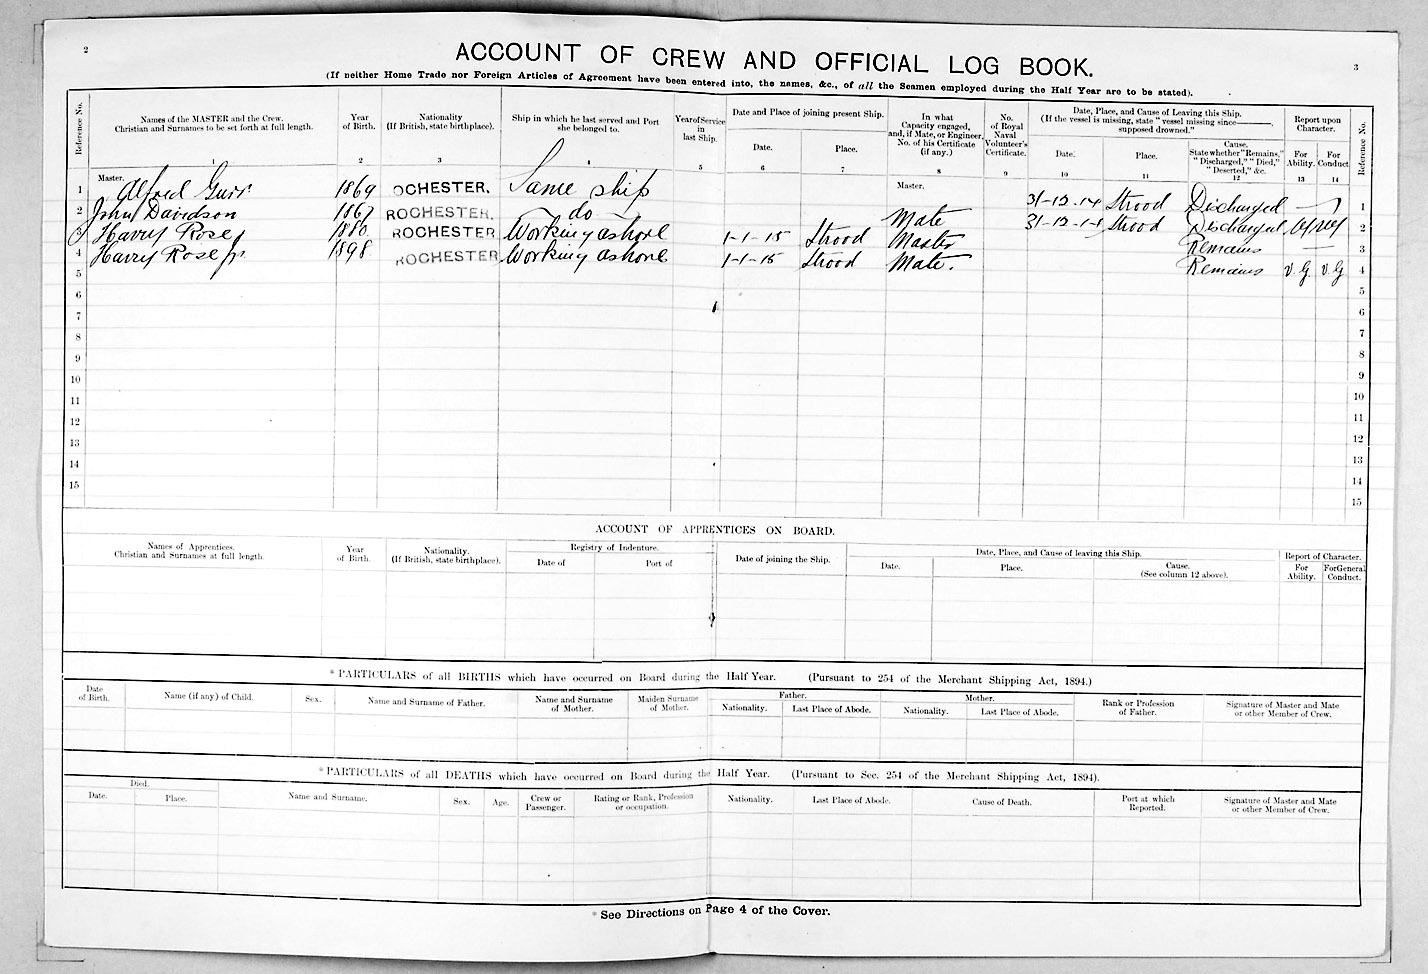 2
3
ACCOUNT OF CREW AND OFFICIAL LOG BOOK.
(If neither Home Trade nor Foreign Articles of Agreement have been entered into, the names, &c., of all the Seamen employed during the Half Year are to be stated).
Reference No.
Names of the MASTER and the Crew.
Christian and Surnames to be set forth at full length.
1
Year
of Birth.
2
Nationality
(If British, state birthplace).
3
Ship in which he last served and Port
she belonged to.
4
Year of Service
in
last Ship.
5
Date and Place of joining present Ship.
Date.
6
Place.
7
In what
Capacity engaged,
and, if Mate, or Engineer,
No. of his Certificate
(if any.)
8
No.
of Royal
Naval
Volunteer's
Certificate.
9
Date, Place, and Cause of Leaving this Ship.
(If the vessel is missing, state "vessel missing since———,
supposed drowned."
Date.
10
Place.
11
Cause.
State whether "Remains,"
"Discharged," "Died,"
"Deserted," &c.
12
Report upon
Character.
For
Ability.
13
For
Conduct
14
Reference No.
Master.
1 Alfred Gurr 1869 OCHESTER. Same ship Master. 31-12-14 Strood Discharged 1
2 John Davidson 1867 ROCHESTER. do Mate 31-12-14 Strood Discharged VG VG 2
3 Harry Rose 1880 ROCHESTER Working ashore 1-1-15 Strood Master Remains 3
4 Harry Rose jr. 1898 ROCHESTER Working ashore 1-1-15 Strood Mate. Remains V.G. V.G 4
5 5
6 6
7 7
8 8
9 9
10 10
11 11
12 12
13 13
14 14
15 15
ACCOUNT OF APPRENTICES ON BOARD.
Names of Apprentices.
Christian and Surnames at full length.
Year
of Birth.
Nationality.
(If British, state birthplace).
Registry of Indenture.
Date of
Port of
Date of joining the Ship.
Date, Place, and Cause of leaving this Ship.
Date.
Place.
Cause.
(See column 12 above).
Report of Character.
For
Ability.
For General
Conduct.
* PARTICULARS of all BIRTHS which have occurred on Board during the Half Year. (Pursuant to 254 of the Merchant Shipping Act, 1894.)
Date
of Birth.
Name (if any) of Child.
Sex.
Name and Surname of Father.
Name and Surname
of Mother.
Maiden Surname
of Mother.
Father.
Nationality.
Last Place of Abode.
Mother.
Nationality.
Last Place of Abode.
Rank or Profession
of Father.
Signature of Master and Mate
or other Member of Crew.
* PARTICULARS of all DEATHS which have occurred on Board during the Half Year. (Pursuant to Sec. 254 of the Merchant Shipping Act, 1894).
Died.
Date.
Place.
Name and Surname.
Sex.
Age.
Crew or
Passenger.
Rating or Rank, Profession
or occupation.
Nationality.
Last Place of Abode.
Cause of Death.
Port at which
Reported.
Signature of Master and Mate
or other Member of Crew.
* See Directions on Page 4 of the Cover.